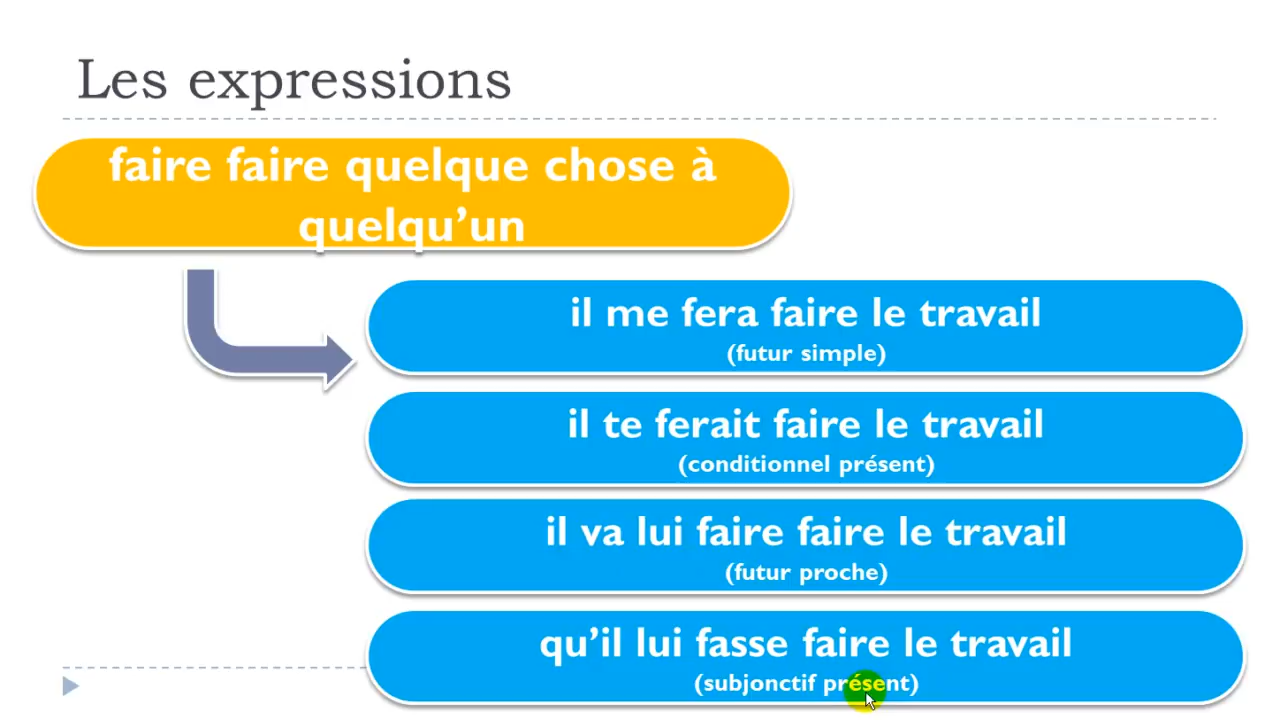 Les expressions
faire faire quelque chose à
quelqu’un
il me fera faire le travail
(futur simple)
il te ferait faire le travail
(conditionnel présent)
il va lui faire faire le travail
(futur proche)
qu’il lui fasse faire le travail
(subjonctif présent)